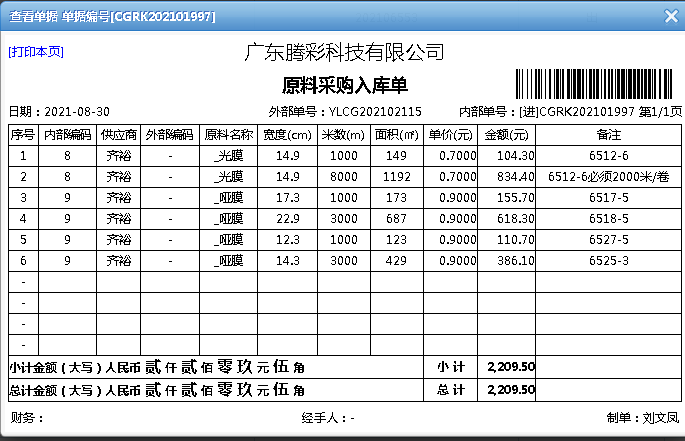 查看单据 单据编号[CGRK202101997]
[打印本页]
广东腾彩科技有限公司
原料采购入库单
日期：2021-08-30 外部单号：YLCG202102115 内部单号：[进]CGRK202101997 第1/1页
序号 内部编码 供应商 外部编码 原料名称 宽度(cm) 米数(m) 面积(㎡) 单价(元) 金额(元) 备注
1 8 齐裕 - _光膜 14.9 1000 149 0.7000 104.30 6512-6
2 8 齐裕 - _光膜 14.9 8000 1192 0.7000 834.40 6512-6必须2000米/卷
3 9 齐裕 - _哑膜 17.3 1000 173 0.9000 155.70 6517-5
4 9 齐裕 - _哑膜 22.9 3000 687 0.9000 618.30 6518-5
5 9 齐裕 - _哑膜 12.3 1000 123 0.9000 110.70 6527-5
6 9 齐裕 - _哑膜 14.3 3000 429 0.9000 386.10 6525-3
-
-
-
-
小计金额（大写）人民币 贰 仟 贰 佰 零 玖 元 伍 角 小 计 2,209.50
总计金额（大写）人民币 贰 仟 贰 佰 零 玖 元 伍 角 总 计 2,209.50
财务： 经手人：- 制单：刘文凤